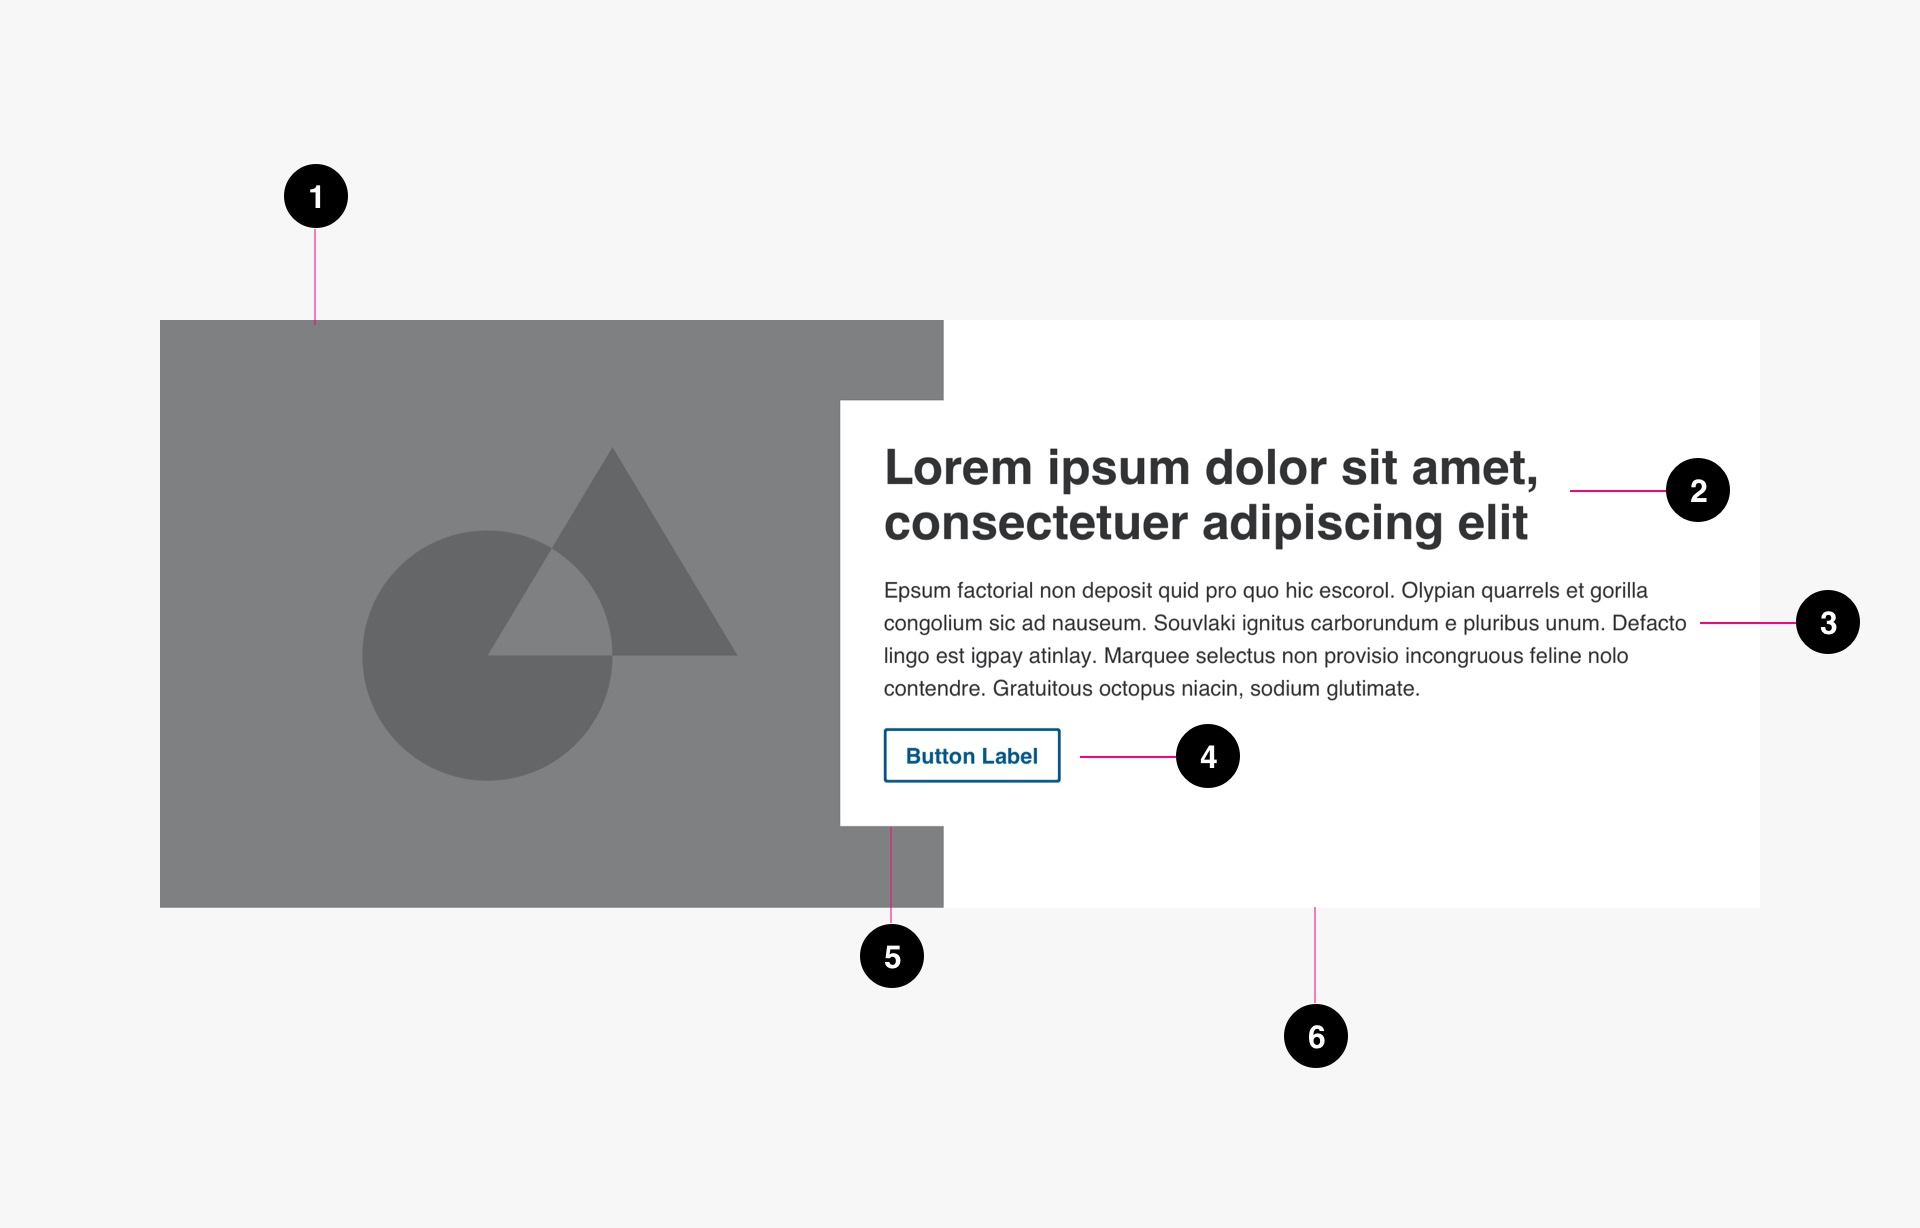 1
Lorem ipsum dolor sit amet,
consectetuer adipiscing elit
2
Epsum factorial non deposit quid pro quo hic escorol. Olypian quarrels et gorilla
congolium sic ad nauseum. Souvlaki ignitus carborundum e pluribus unum. Defacto
lingo est igpay atinlay. Marquee selectus non provisio incongruous feline nolo
contendre. Gratuitous octopus niacin, sodium glutimate.
3
Button Label
4
5
6